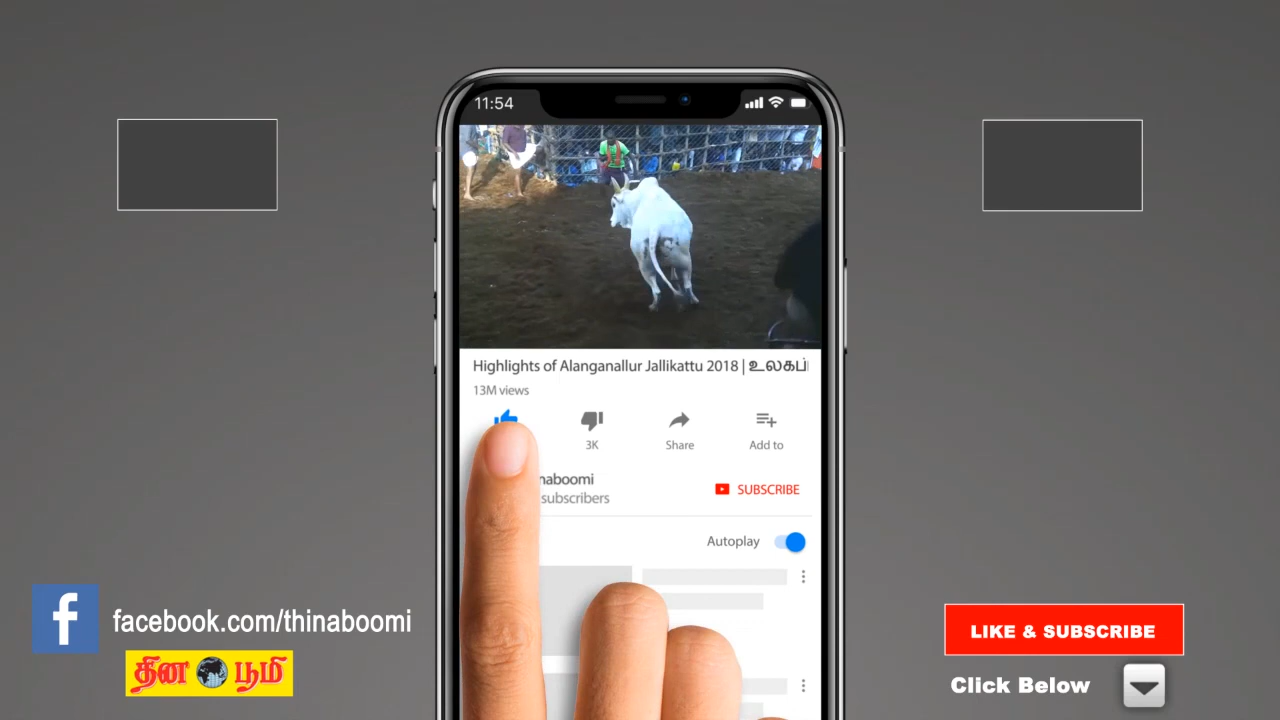 11:54
Highlights of Alanganallur Jallikattu 2018 | உலகப்
13M views
3K
Share
Add to
naboomi
subscribers
SUBSCRIBE
Autoplay
facebook.com/thinaboomi
தின பூமி
LIKE & SUBSCRIBE
Click Below